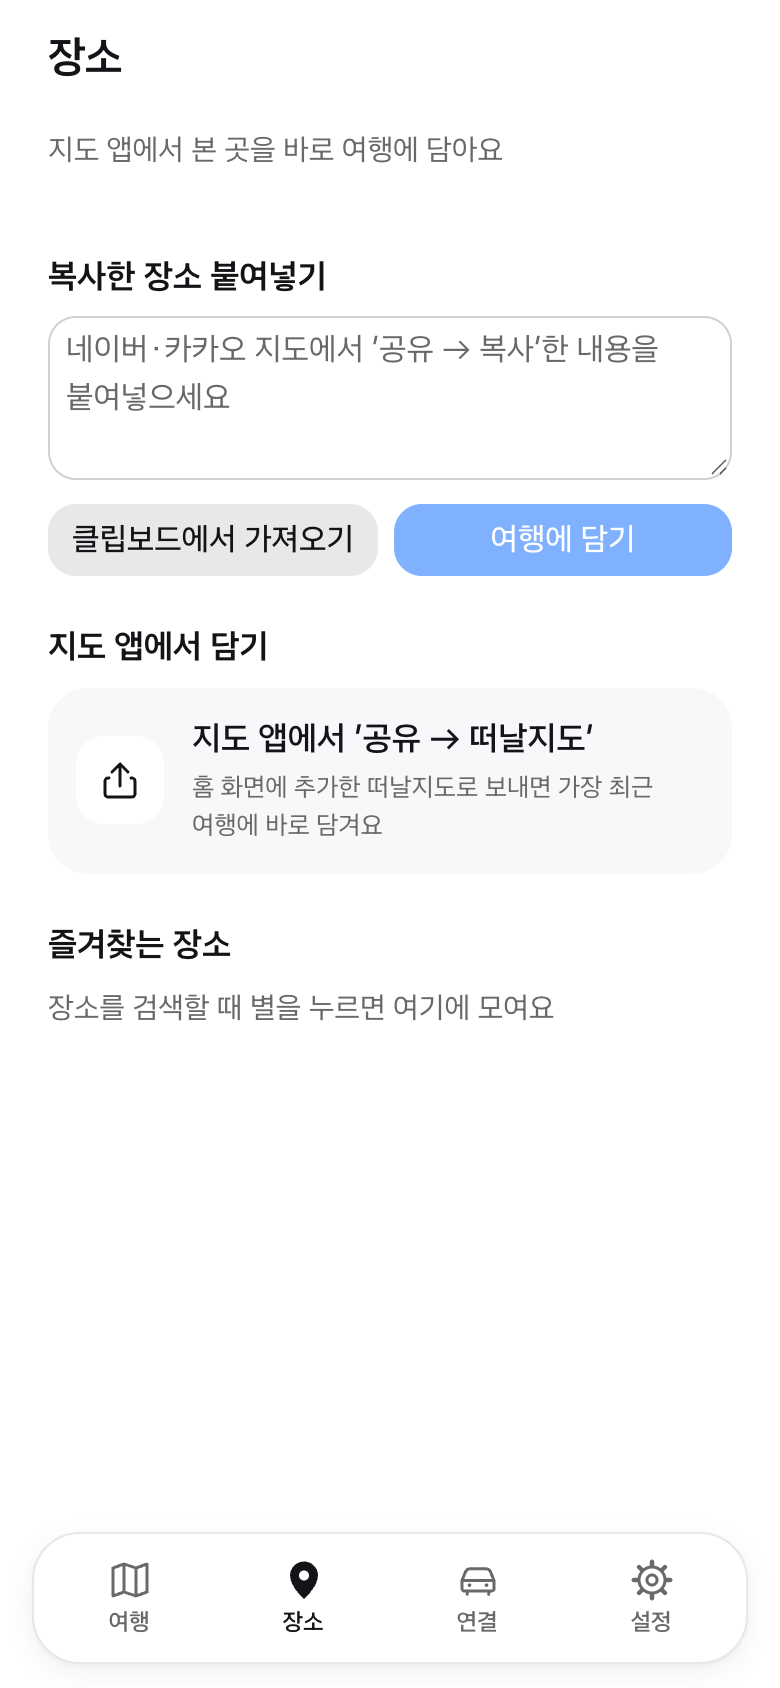 장소
지도 앱에서 본 곳을 바로 여행에 담아요
복사한 장소 붙여넣기
네이버·카카오 지도에서 '공유 → 복사'한 내용을
붙여넣으세요
클립보드에서 가져오기
여행에 담기
지도 앱에서 담기
지도 앱에서 '공유 → 떠날지도'
홈 화면에 추가한 떠날지도로 보내면 가장 최근
여행에 바로 담겨요
즐겨찾는 장소
장소를 검색할 때 별을 누르면 여기에 모여요
여행
장소
연결
설정